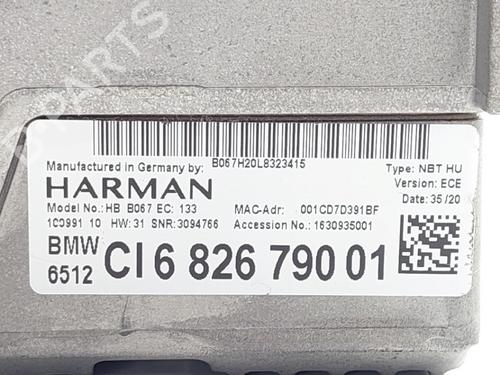 B-PARTS
B067H20L8323415
Manufactured in Germany by:
HARMAN
Type: NBT HU
Version: ECE
Date: 35/20
Model No.:HB B067 EC: 133
MAC-Adr: 001CD7D391BF
1C0991 10 HW: 31 SNR: 3094766
Accession No.: 1630935001
BMW
6512
CI 6 826 790 01